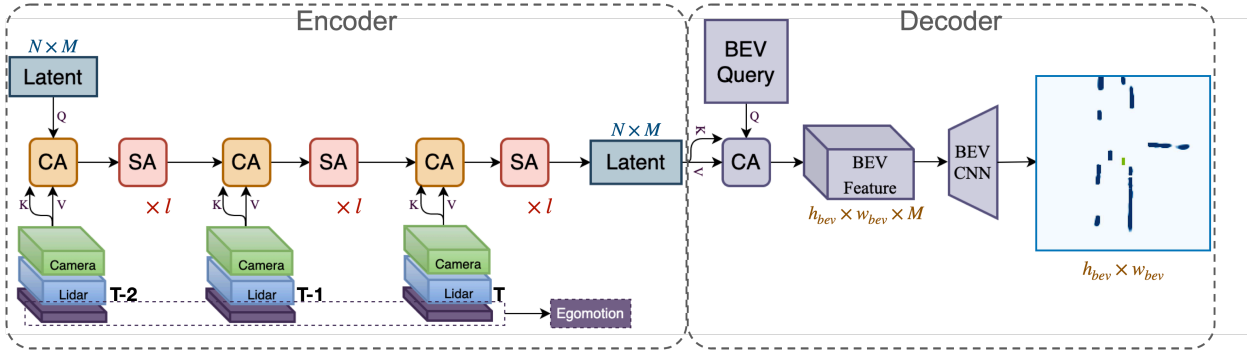 Encoder
Decoder
N × M
Latent
Q
CA
SA
CA
SA
CA
SA
× l
× l
× l
K
V
K
V
K
V
Camera
Lidar
T-2
Camera
Lidar
T-1
Camera
Lidar
T
Egomotion
N × M
Latent
K
V
BEV
Query
Q
CA
BEV
Feature
h_bev × w_bev × M
BEV
CNN
h_bev × w_bev